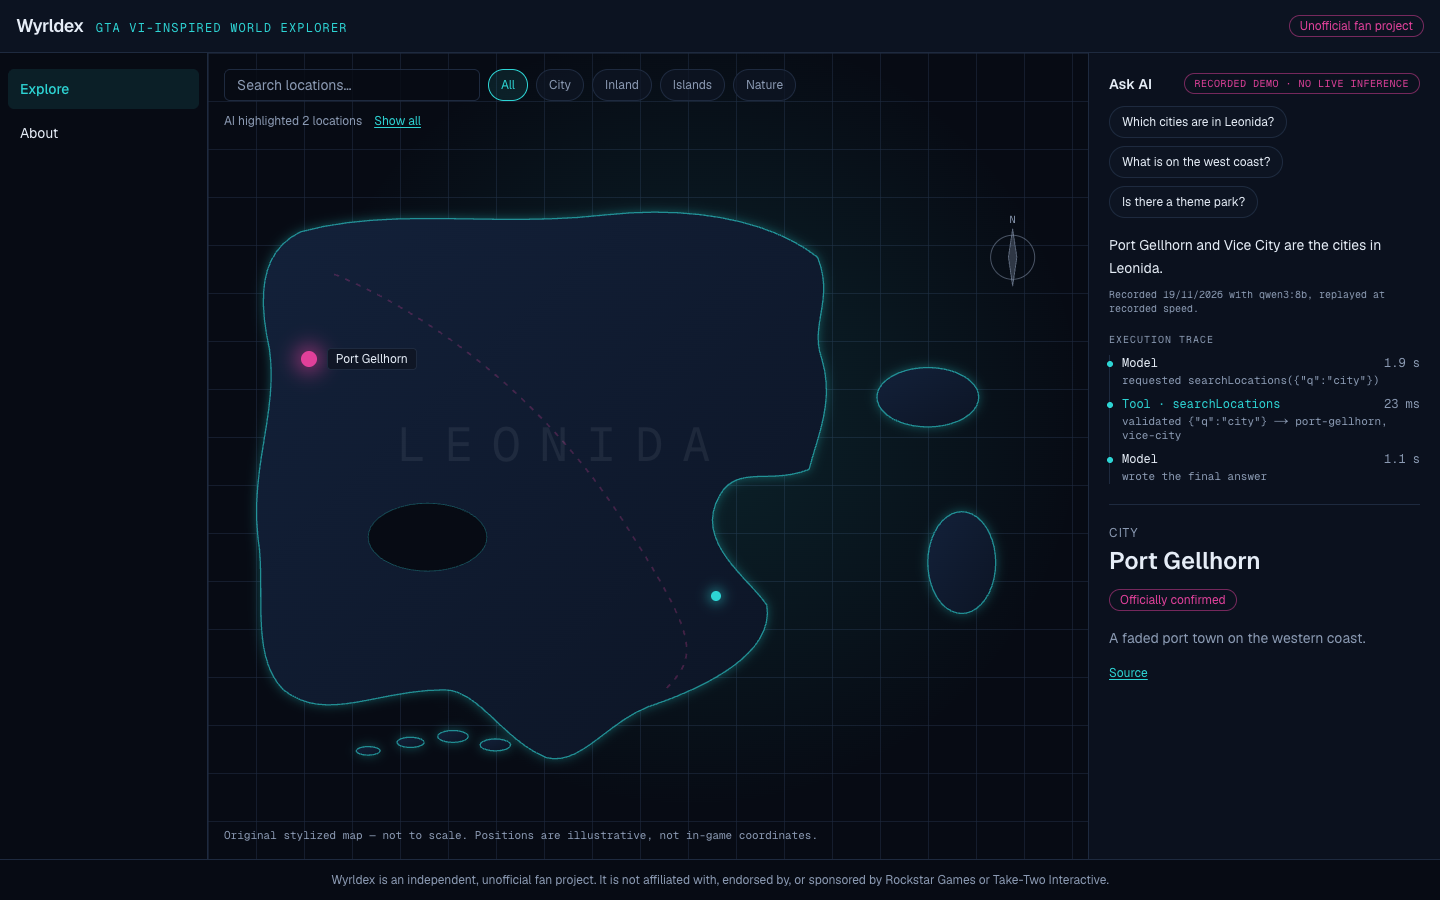 Wyrldex GTA VI-INSPIRED WORLD EXPLORER
Unofficial fan project
Explore
About
Search locations…
All
City
Inland
Islands
Nature
AI highlighted 2 locations Show all
N
Port Gellhorn
LEONIDA
Original stylized map — not to scale. Positions are illustrative, not in-game coordinates.
Ask AI
RECORDED DEMO · NO LIVE INFERENCE
Which cities are in Leonida?
What is on the west coast?
Is there a theme park?
Port Gellhorn and Vice City are the cities in
Leonida.
Recorded 19/11/2026 with qwen3:8b, replayed at
recorded speed.
EXECUTION TRACE
Model 1.9 s
requested searchLocations({"q":"city"})
Tool · searchLocations 23 ms
validated {"q":"city"} ⟶ port-gellhorn,
vice-city
Model 1.1 s
wrote the final answer
CITY
Port Gellhorn
Officially confirmed
A faded port town on the western coast.
Source
Wyrldex is an independent, unofficial fan project. It is not affiliated with, endorsed by, or sponsored by Rockstar Games or Take-Two Interactive.